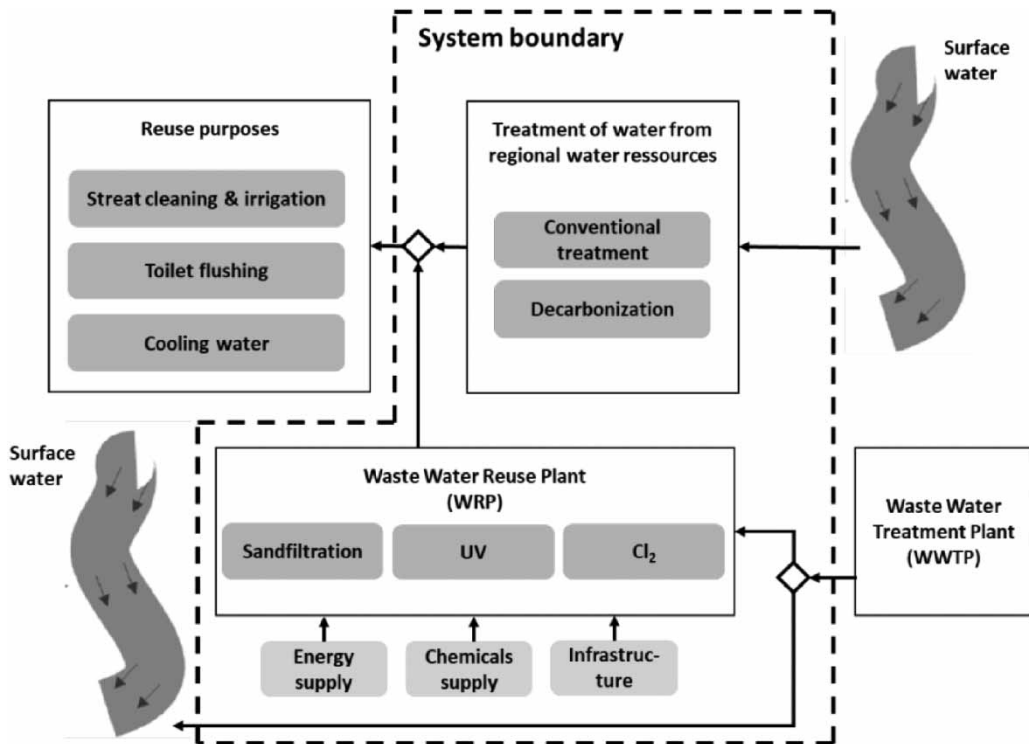 System boundary
Surface
water
Reuse purposes
Streat cleaning & irrigation
Toilet flushing
Cooling water
Treatment of water from
regional water ressources
Conventional
treatment
Decarbonization
Surface
water
Waste Water Reuse Plant
(WRP)
Sandfiltration
UV
Cl₂
Waste Water
Treatment Plant
(WWTP)
Energy
supply
Chemicals
supply
Infrastruc-
ture